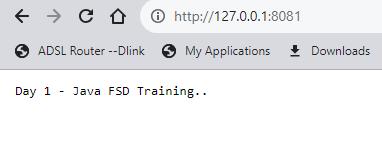 http://127.0.0.1:8081
ADSL Router --Dlink
My Applications
Downloads
Day 1 - Java FSD Training..